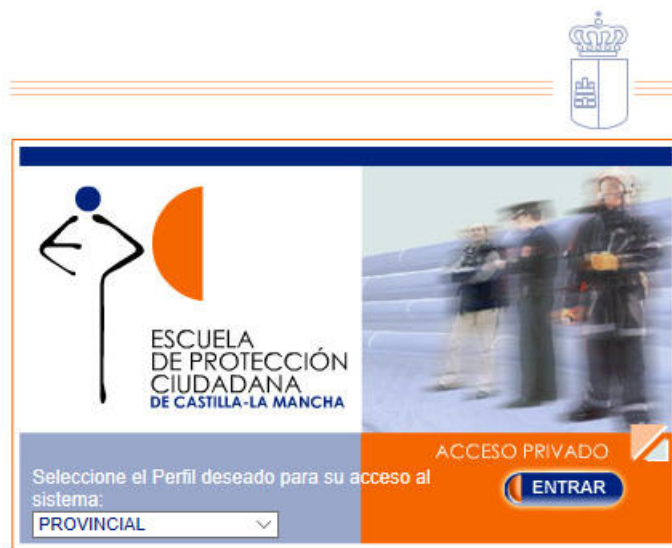 ESCUELA
DE PROTECCIÓN
CIUDADANA
DE CASTILLA-LA MANCHA
ACCESO PRIVADO
Seleccione el Perfil deseado para su acceso al
sistema:
ENTRAR
PROVINCIAL